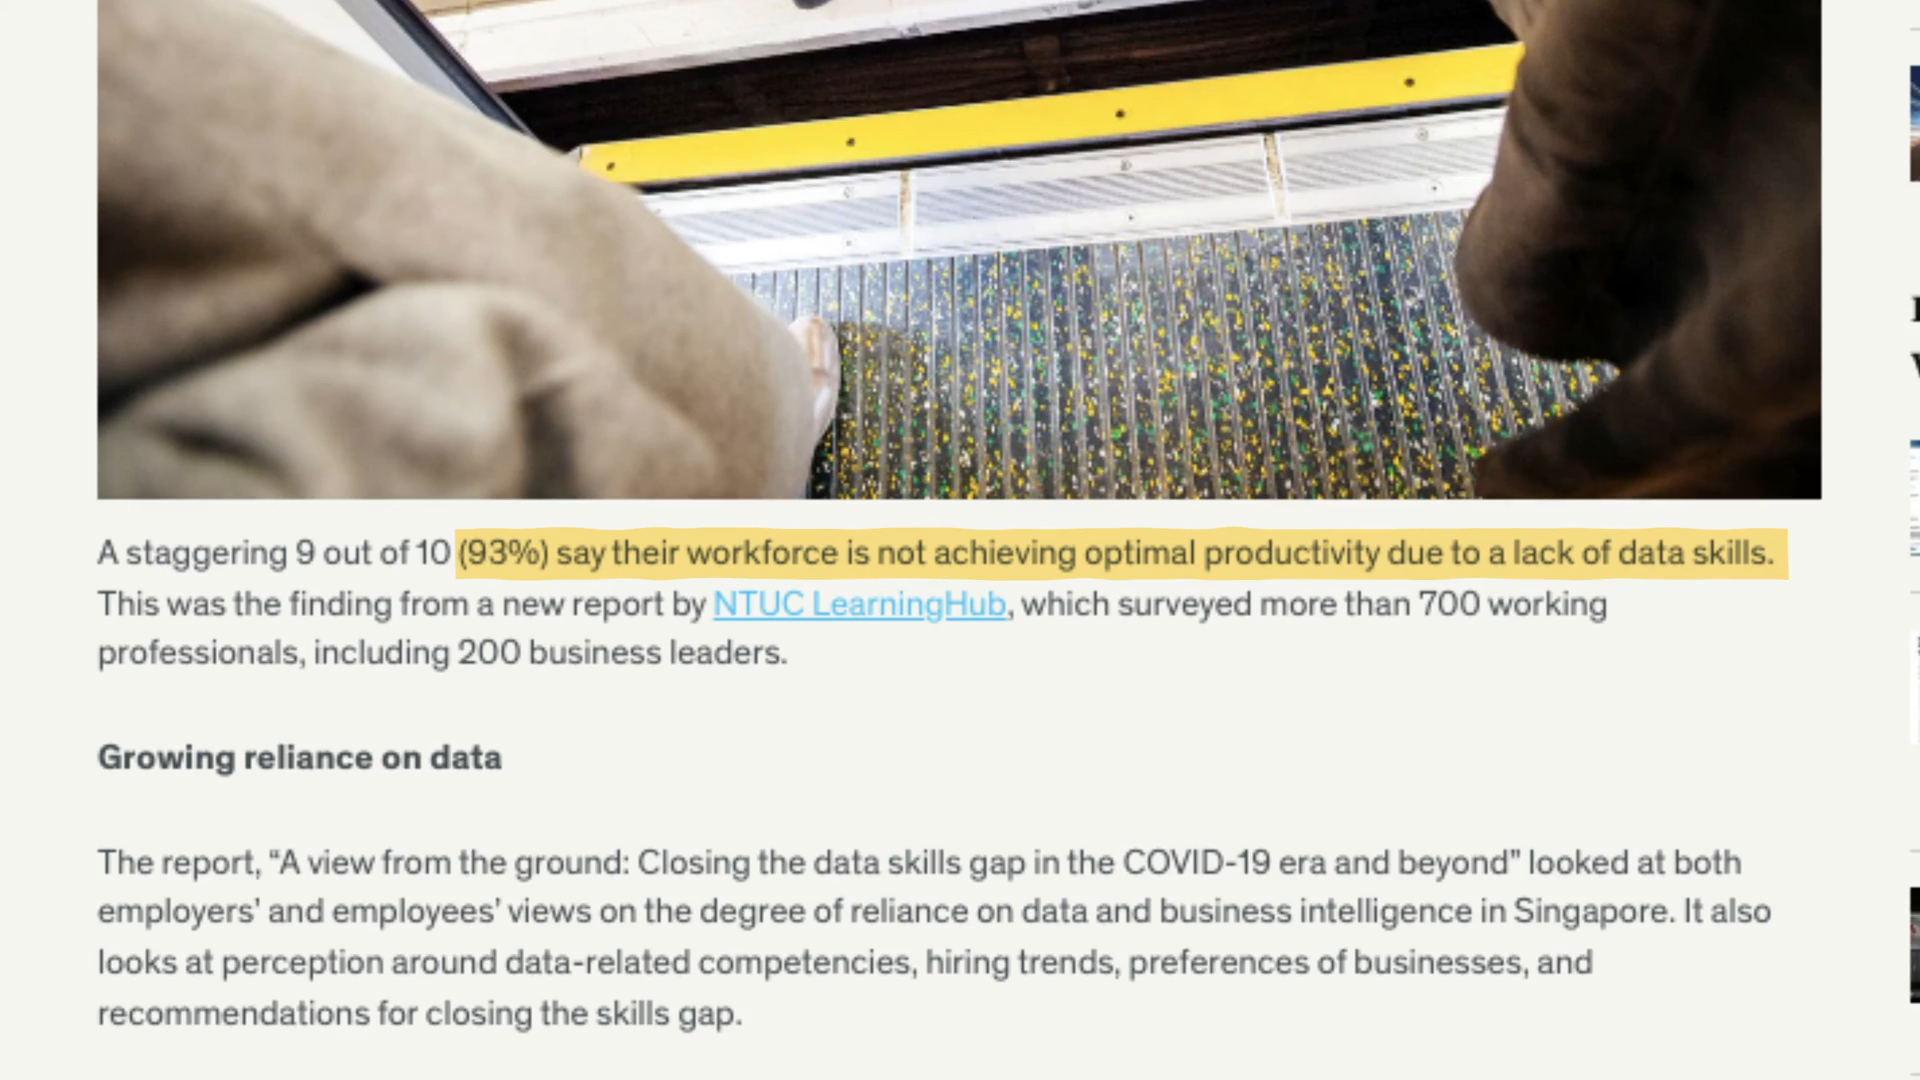 A staggering 9 out of 10 (93%) say their workforce is not achieving optimal productivity due to a lack of data skills.
This was the finding from a new report by NTUC LearningHub, which surveyed more than 700 working
professionals, including 200 business leaders.
Growing reliance on data
The report, “A view from the ground: Closing the data skills gap in the COVID-19 era and beyond” looked at both
employers’ and employees’ views on the degree of reliance on data and business intelligence in Singapore. It also
looks at perception around data-related competencies, hiring trends, preferences of businesses, and
recommendations for closing the skills gap.